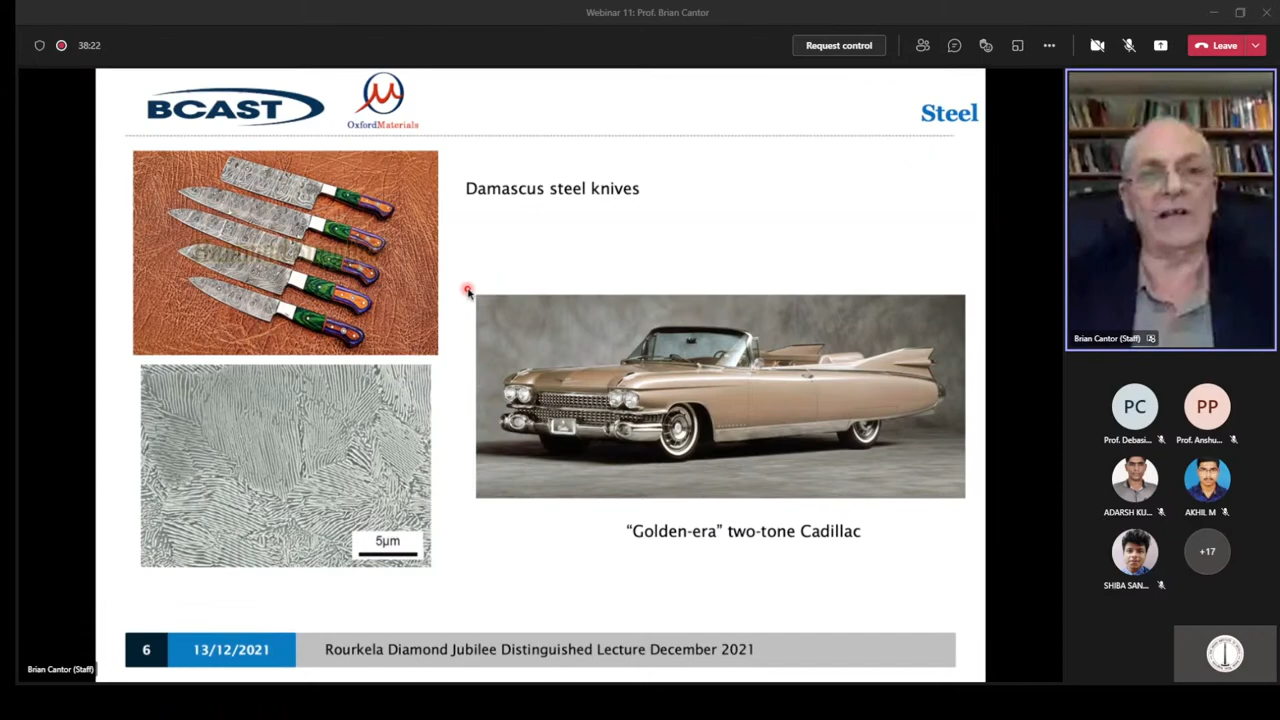 Webinar 11: Prof. Brian Cantor
38:22
Request control
Leave
BCAST
OxfordMaterials
Steel
Damascus steel knives
5μm
“Golden-era” two-tone Cadillac
6
13/12/2021
Rourkela Diamond Jubilee Distinguished Lecture December 2021
Brian Cantor (Staff)
Brian Cantor (Staff)
PC
PP
Prof. Debasi...
Prof. Anshu...
ADARSH KU...
AKHIL M
SHIBA SAN...
+17